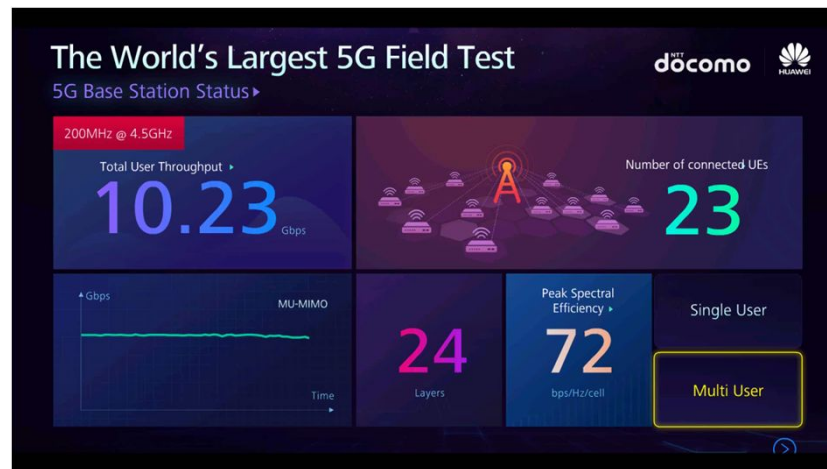 The World's Largest 5G Field Test
5G Base Station Status
NTT
döcomo
HUAWEI
200MHz @ 4.5GHz
Total User Throughput
10.23
Gbps
Number of connected UEs
23
Gbps
MU-MIMO
Time
24
Layers
Peak Spectral
Efficiency
72
bps/Hz/cell
Single User
Multi User